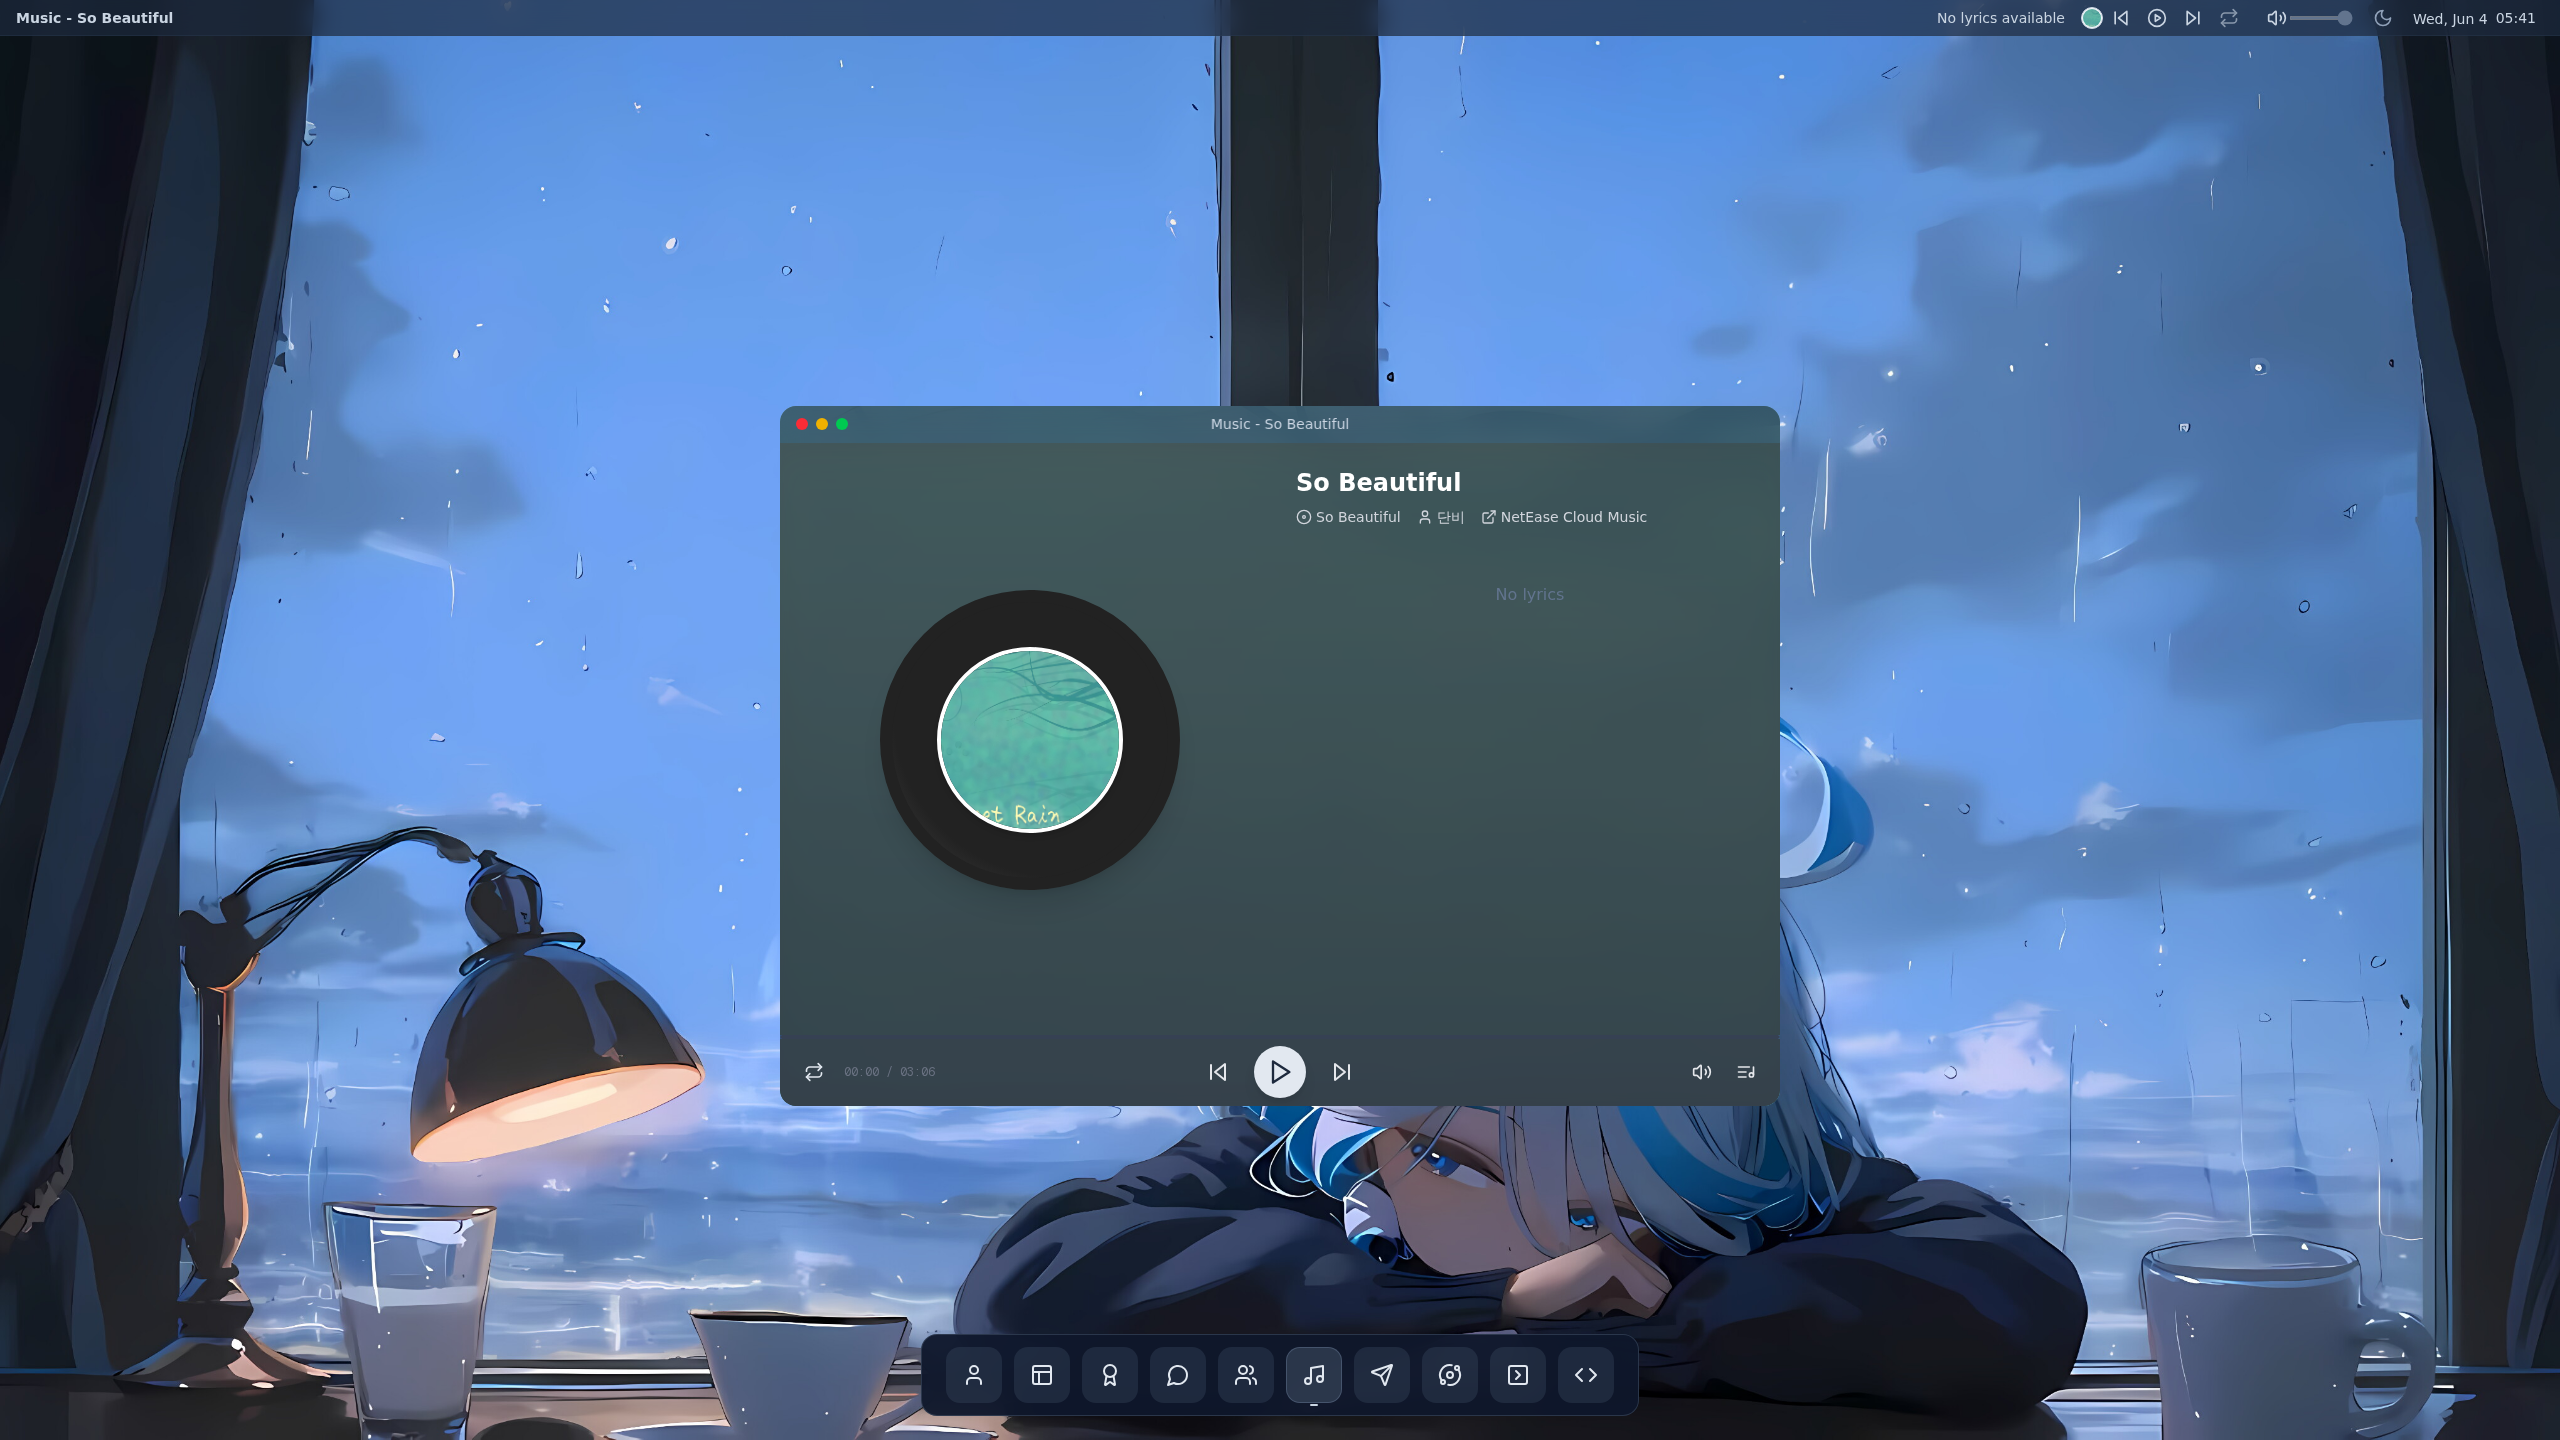 Music - So Beautiful
No lyrics available
Wed, Jun 4 05:41
Music - So Beautiful
So Beautiful
So Beautiful 단비 NetEase Cloud Music
No lyrics
et Rain
00:00 / 03:06